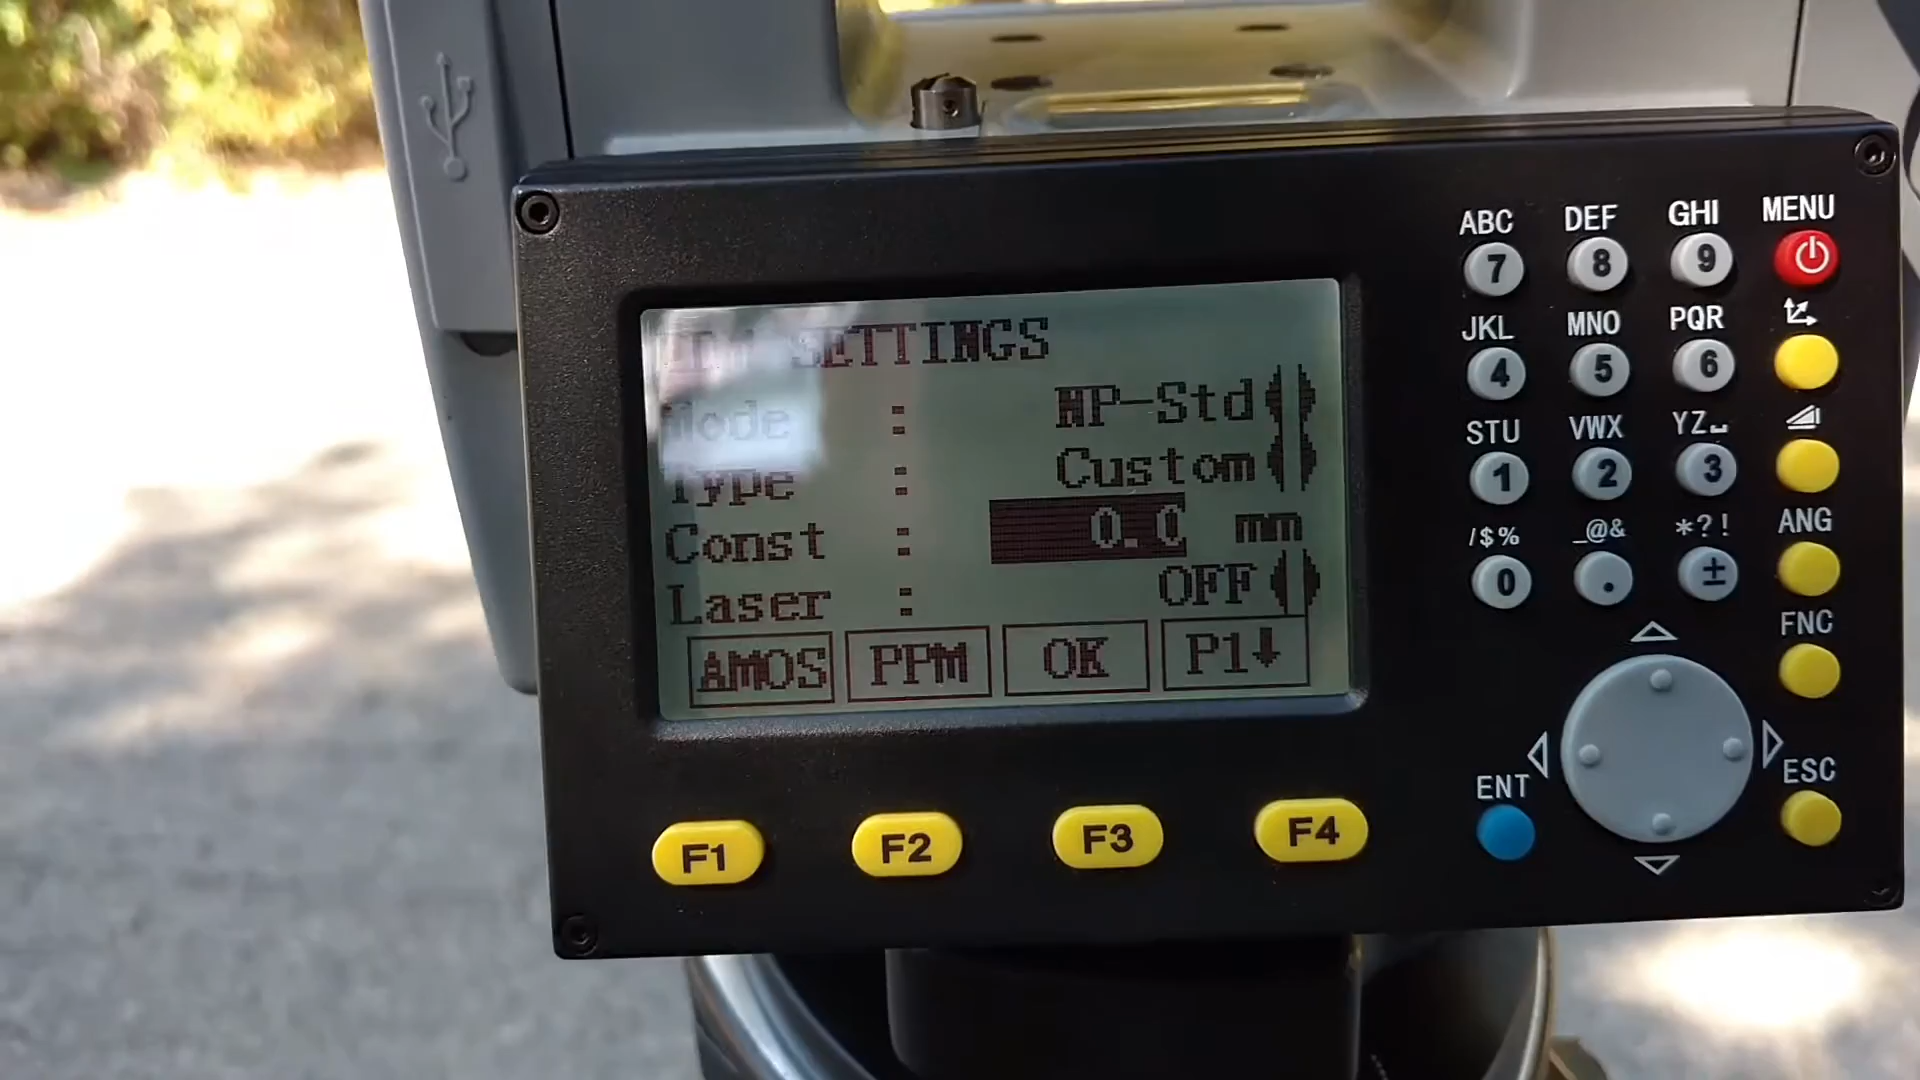 EDM SETTINGS
Mode : NP-Std
Type : Custom
Const : 0.0 mm
Laser : OFF
AMOS PPM OK P1↓
F1 F2 F3 F4
ABC DEF GHI MENU
7 8 9
JKL MNO PQR
4 5 6
STU VWX YZ␣
1 2 3
/$% _@& *?! ANG
0 . ±
FNC
ENT ESC